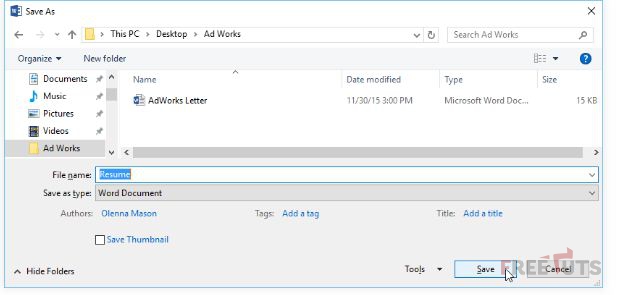 Save As
This PC > Desktop > Ad Works
Search Ad Works
Organize
New folder
Name
Date modified
Type
Size
Documents
Music
Pictures
Videos
Ad Works
AdWorks Letter
11/30/15 3:00 PM
Microsoft Word Doc...
15 KB
File name: Resume
Save as type: Word Document
Authors: Olenna Mason
Tags: Add a tag
Title: Add a title
Save Thumbnail
Hide Folders
Tools
Save
Cancel